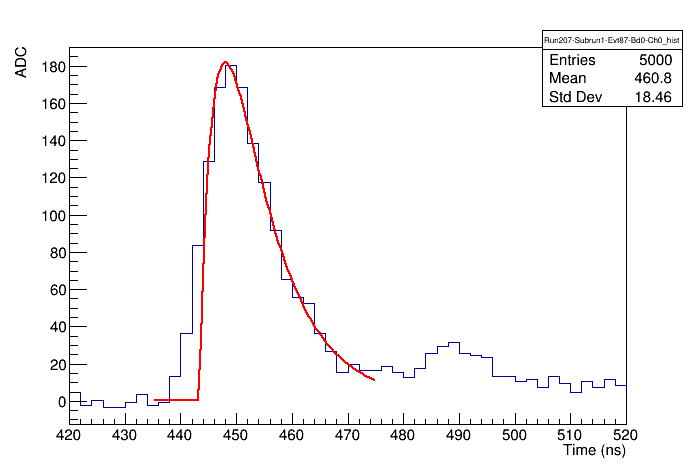 Run207-Subrun1-Evt87-Bd0-Ch0_hist
Entries 5000
Mean 460.8
Std Dev 18.46
ADC
180
160
140
120
100
80
60
40
20
0
420 430 440 450 460 470 480 490 500 510 520
Time (ns)